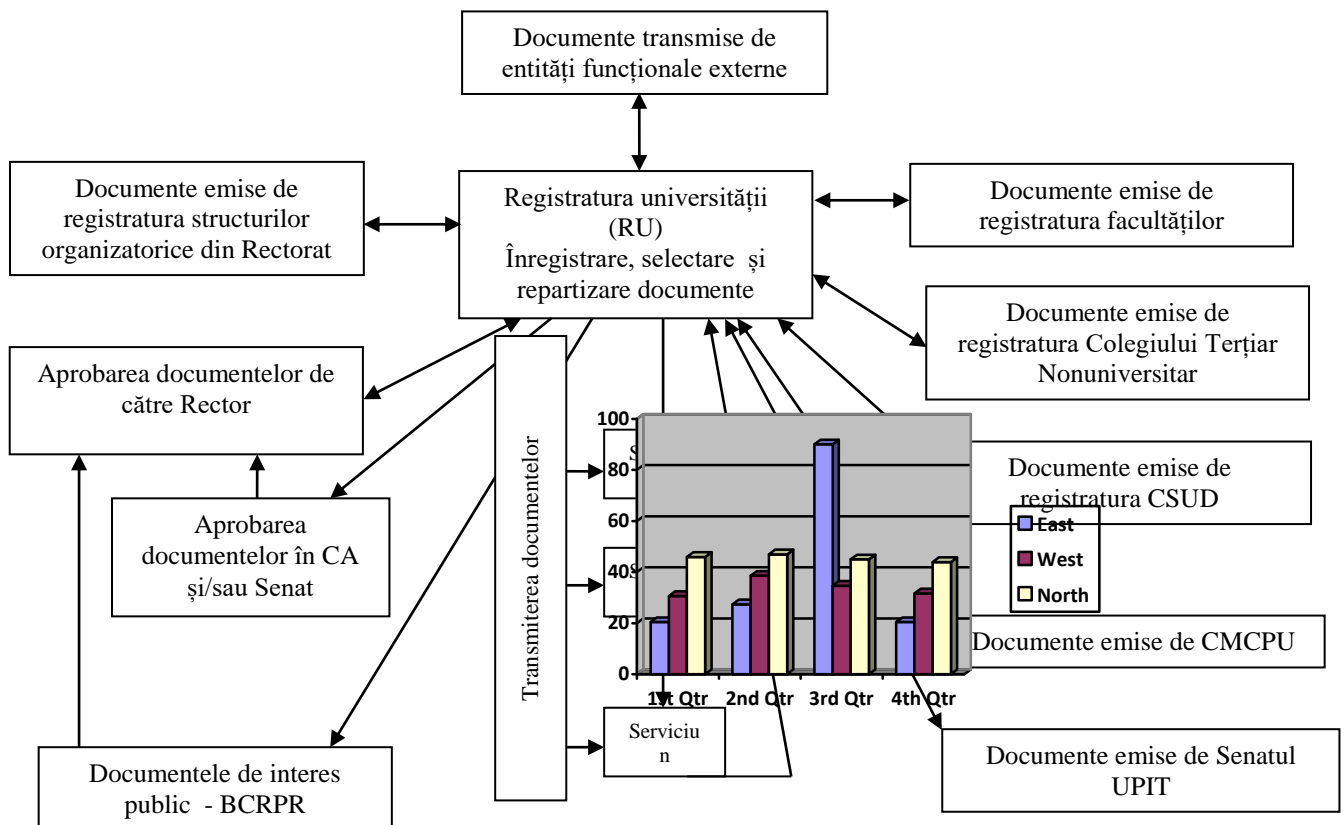 Documente transmise de
entități funcționale externe
Documente emise de
registratura structurilor
organizatorice din Rectorat
Registratura universității
(RU)
Înregistrare, selectare și
repartizare documente
Documente emise de
registratura facultăților
Documente emise de
registratura Colegiului Terțiar
Nonuniversitar
Aprobarea documentelor de
către Rector
Transmiterea documentelor
Aprobarea
documentelor în CA
și/sau Senat
Documente emise de
registratura CSUD
100
80
60
40
20
0
1st Qtr
2nd Qtr
3rd Qtr
4th Qtr
East
West
North
Documente emise de CMCPU
Serviciu
n
Documente emise de Senatul
UPIT
Documentele de interes
public - BCRPR